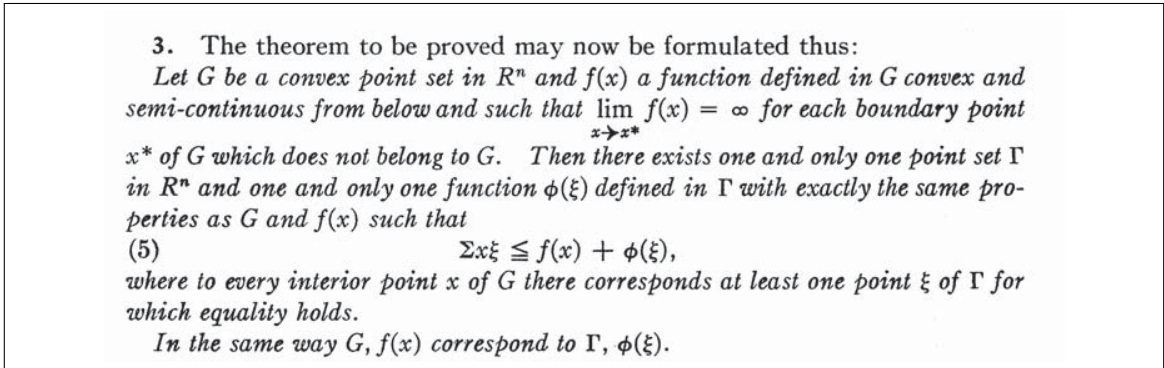 3. The theorem to be proved may now be formulated thus:
Let G be a convex point set in Rⁿ and f(x) a function defined in G convex and
semi-continuous from below and such that lim f(x) = ∞ for each boundary point
x→x*
x* of G which does not belong to G. Then there exists one and only one point set Γ
in Rⁿ and one and only one function ϕ(ξ) defined in Γ with exactly the same pro-
perties as G and f(x) such that
(5) Σxξ ≦ f(x) + ϕ(ξ),
where to every interior point x of G there corresponds at least one point ξ of Γ for
which equality holds.
In the same way G, f(x) correspond to Γ, ϕ(ξ).